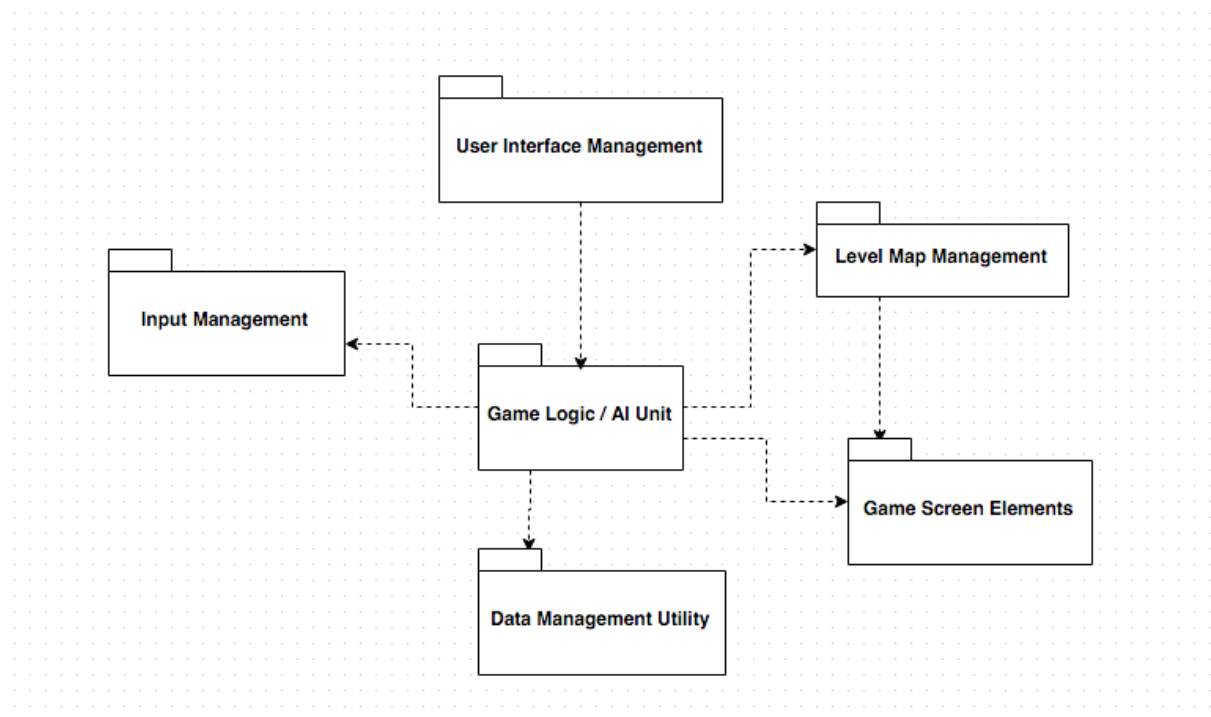 User Interface Management
Level Map Management
Input Management
Game Logic / AI Unit
Game Screen Elements
Data Management Utility